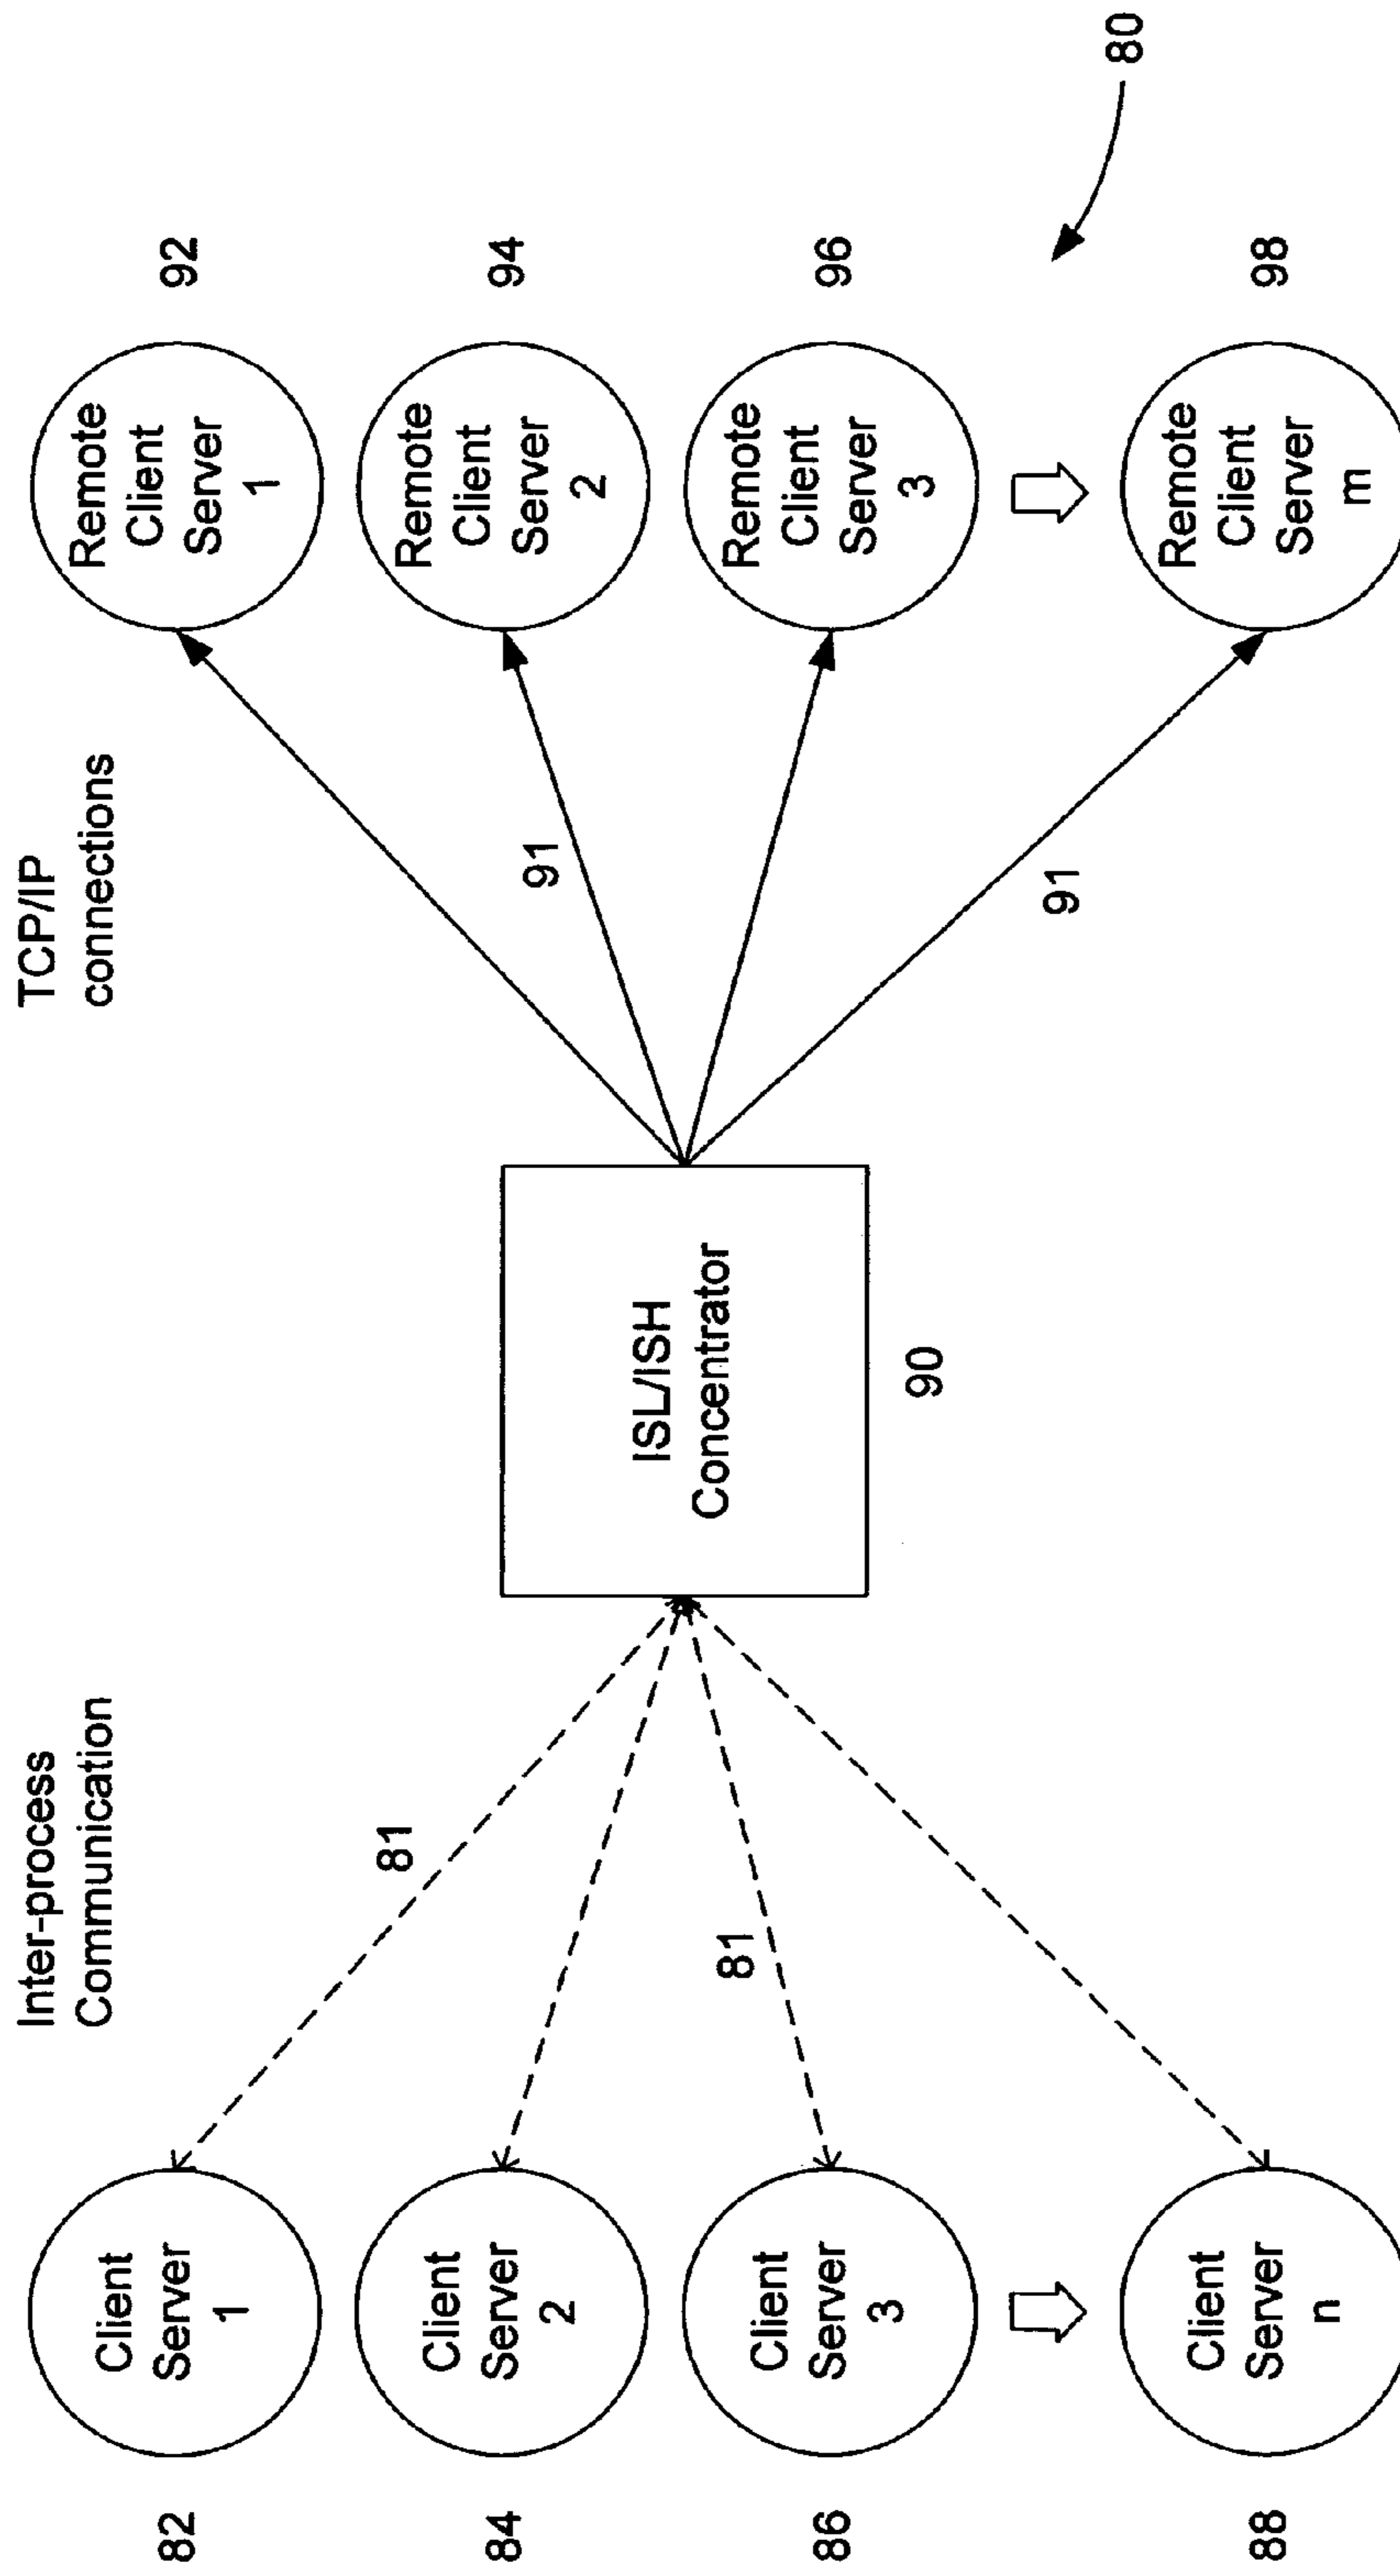 Inter-process
Communication
TCP/IP
connections
82
Client
Server
1
84
Client
Server
2
86
Client
Server
3
88
Client
Server
n
81
81
ISL/ISH
Concentrator
90
91
91
Remote
Client
Server
1
92
Remote
Client
Server
2
94
Remote
Client
Server
3
96
Remote
Client
Server
m
98
80